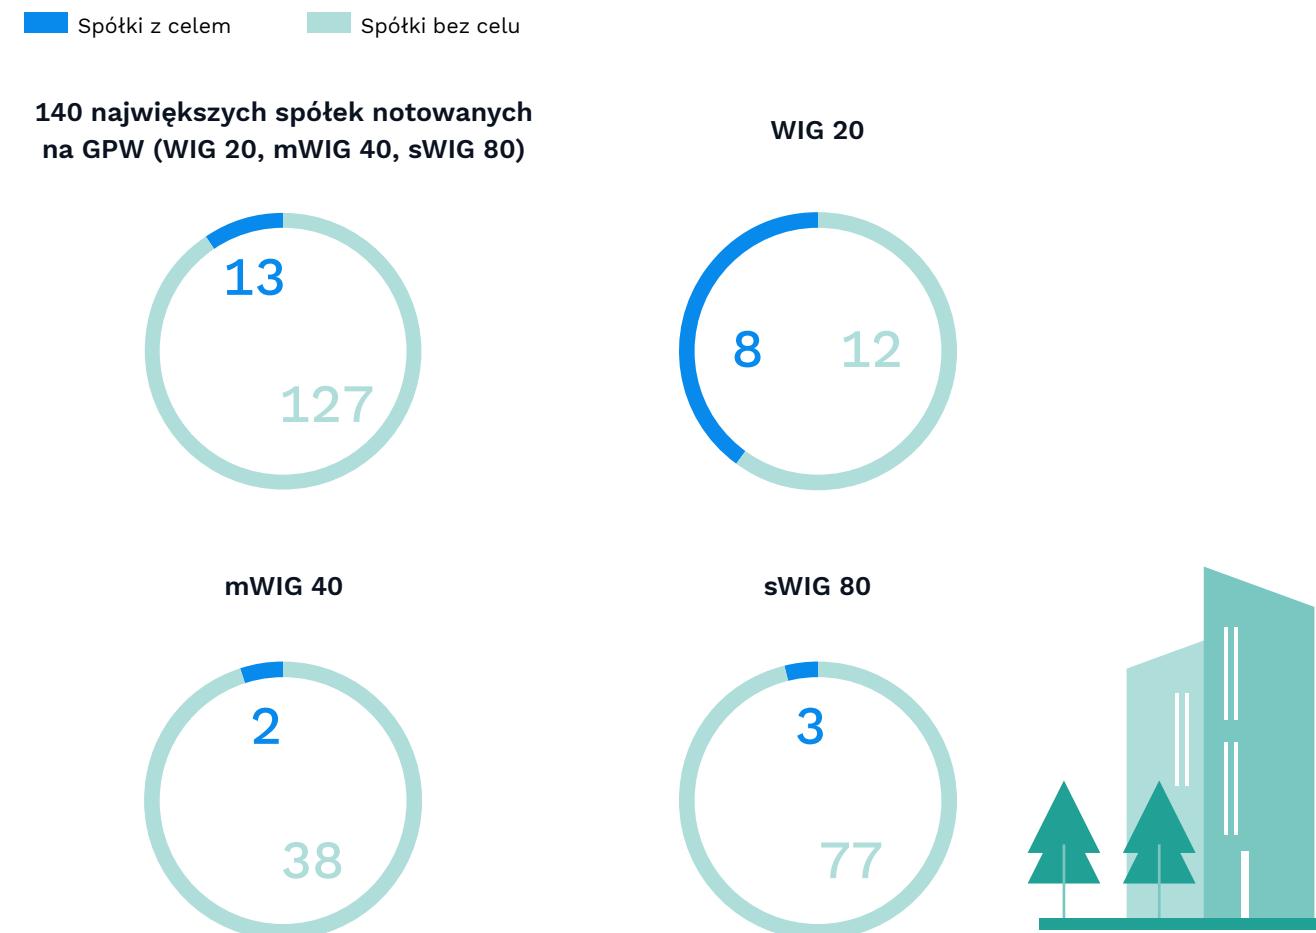 Spółki z celem
Spółki bez celu
140 największych spółek notowanych
na GPW (WIG 20, mWIG 40, sWIG 80)
13
127
WIG 20
8
12
mWIG 40
2
38
sWIG 80
3
77